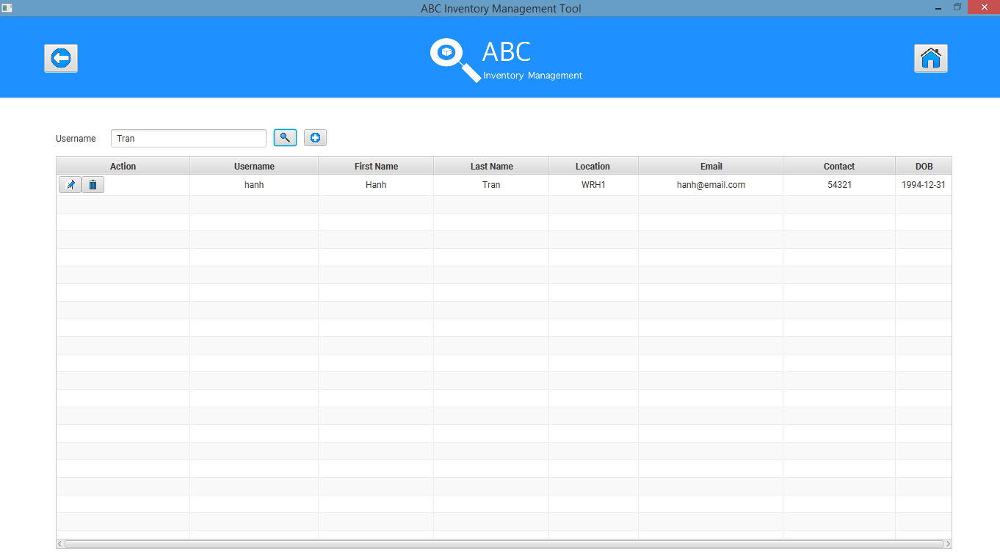 ABC Inventory Management Tool
ABC
Inventory Management
Username Tran
Action Username First Name Last Name Location Email Contact DOB
hanh Hanh Tran WRH1 hanh@email.com 54321 1994-12-31